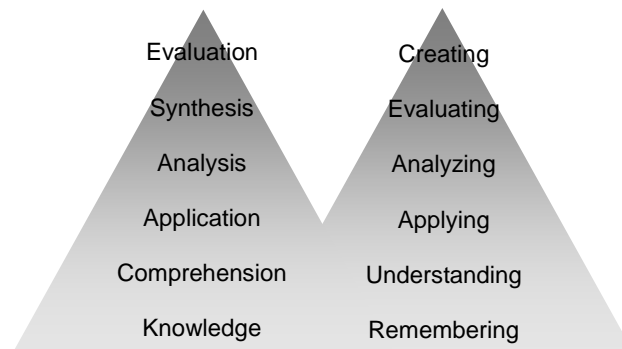 Evaluation
Synthesis
Analysis
Application
Comprehension
Knowledge
Creating
Evaluating
Analyzing
Applying
Understanding
Remembering